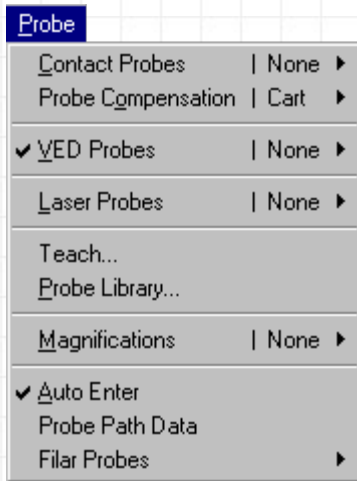 Probe
Contact Probes | None
Probe Compensation | Cart
VED Probes | None
Laser Probes | None
Teach...
Probe Library...
Magnifications | None
Auto Enter
Probe Path Data
Filar Probes